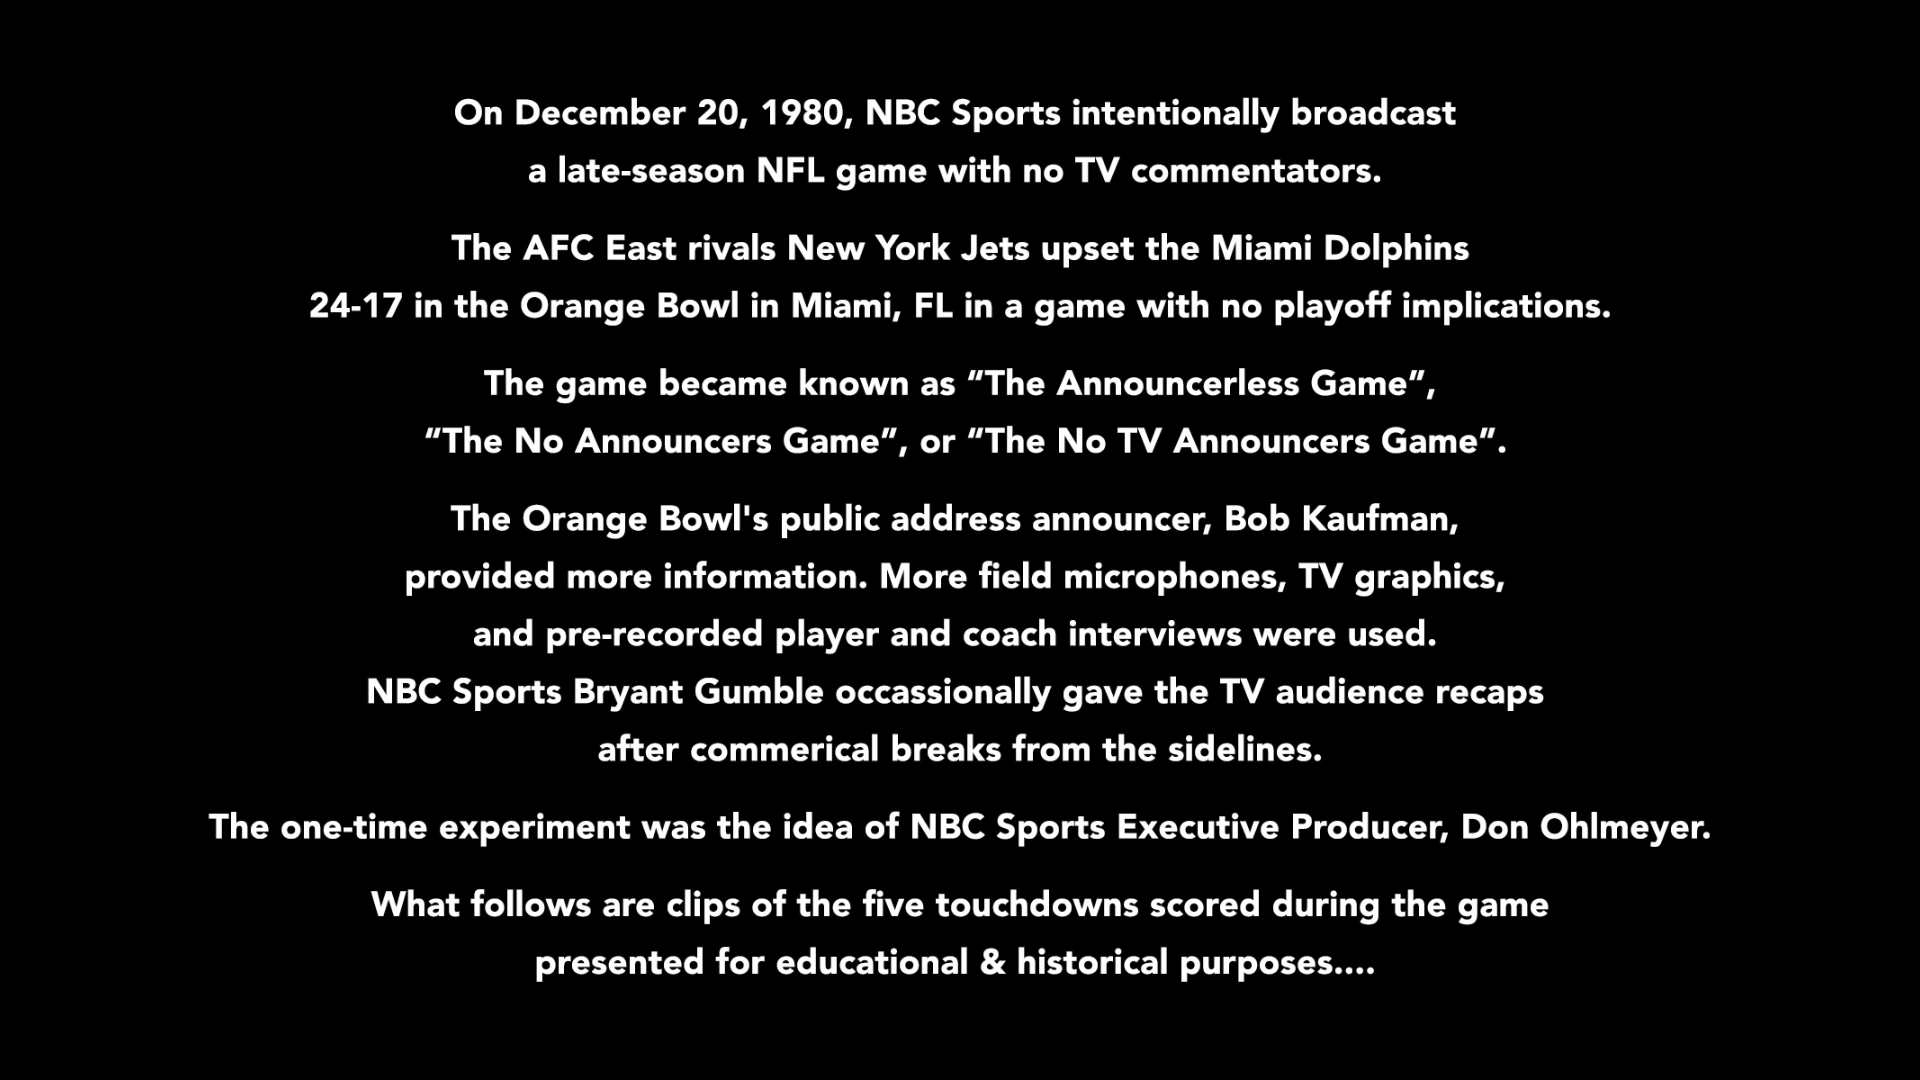 On December 20, 1980, NBC Sports intentionally broadcast
a late-season NFL game with no TV commentators.
The AFC East rivals New York Jets upset the Miami Dolphins
24-17 in the Orange Bowl in Miami, FL in a game with no playoff implications.
The game became known as “The Announcerless Game”,
“The No Announcers Game”, or “The No TV Announcers Game”.
The Orange Bowl's public address announcer, Bob Kaufman,
provided more information. More field microphones, TV graphics,
and pre-recorded player and coach interviews were used.
NBC Sports Bryant Gumble occassionally gave the TV audience recaps
after commerical breaks from the sidelines.
The one-time experiment was the idea of NBC Sports Executive Producer, Don Ohlmeyer.
What follows are clips of the five touchdowns scored during the game
presented for educational & historical purposes....